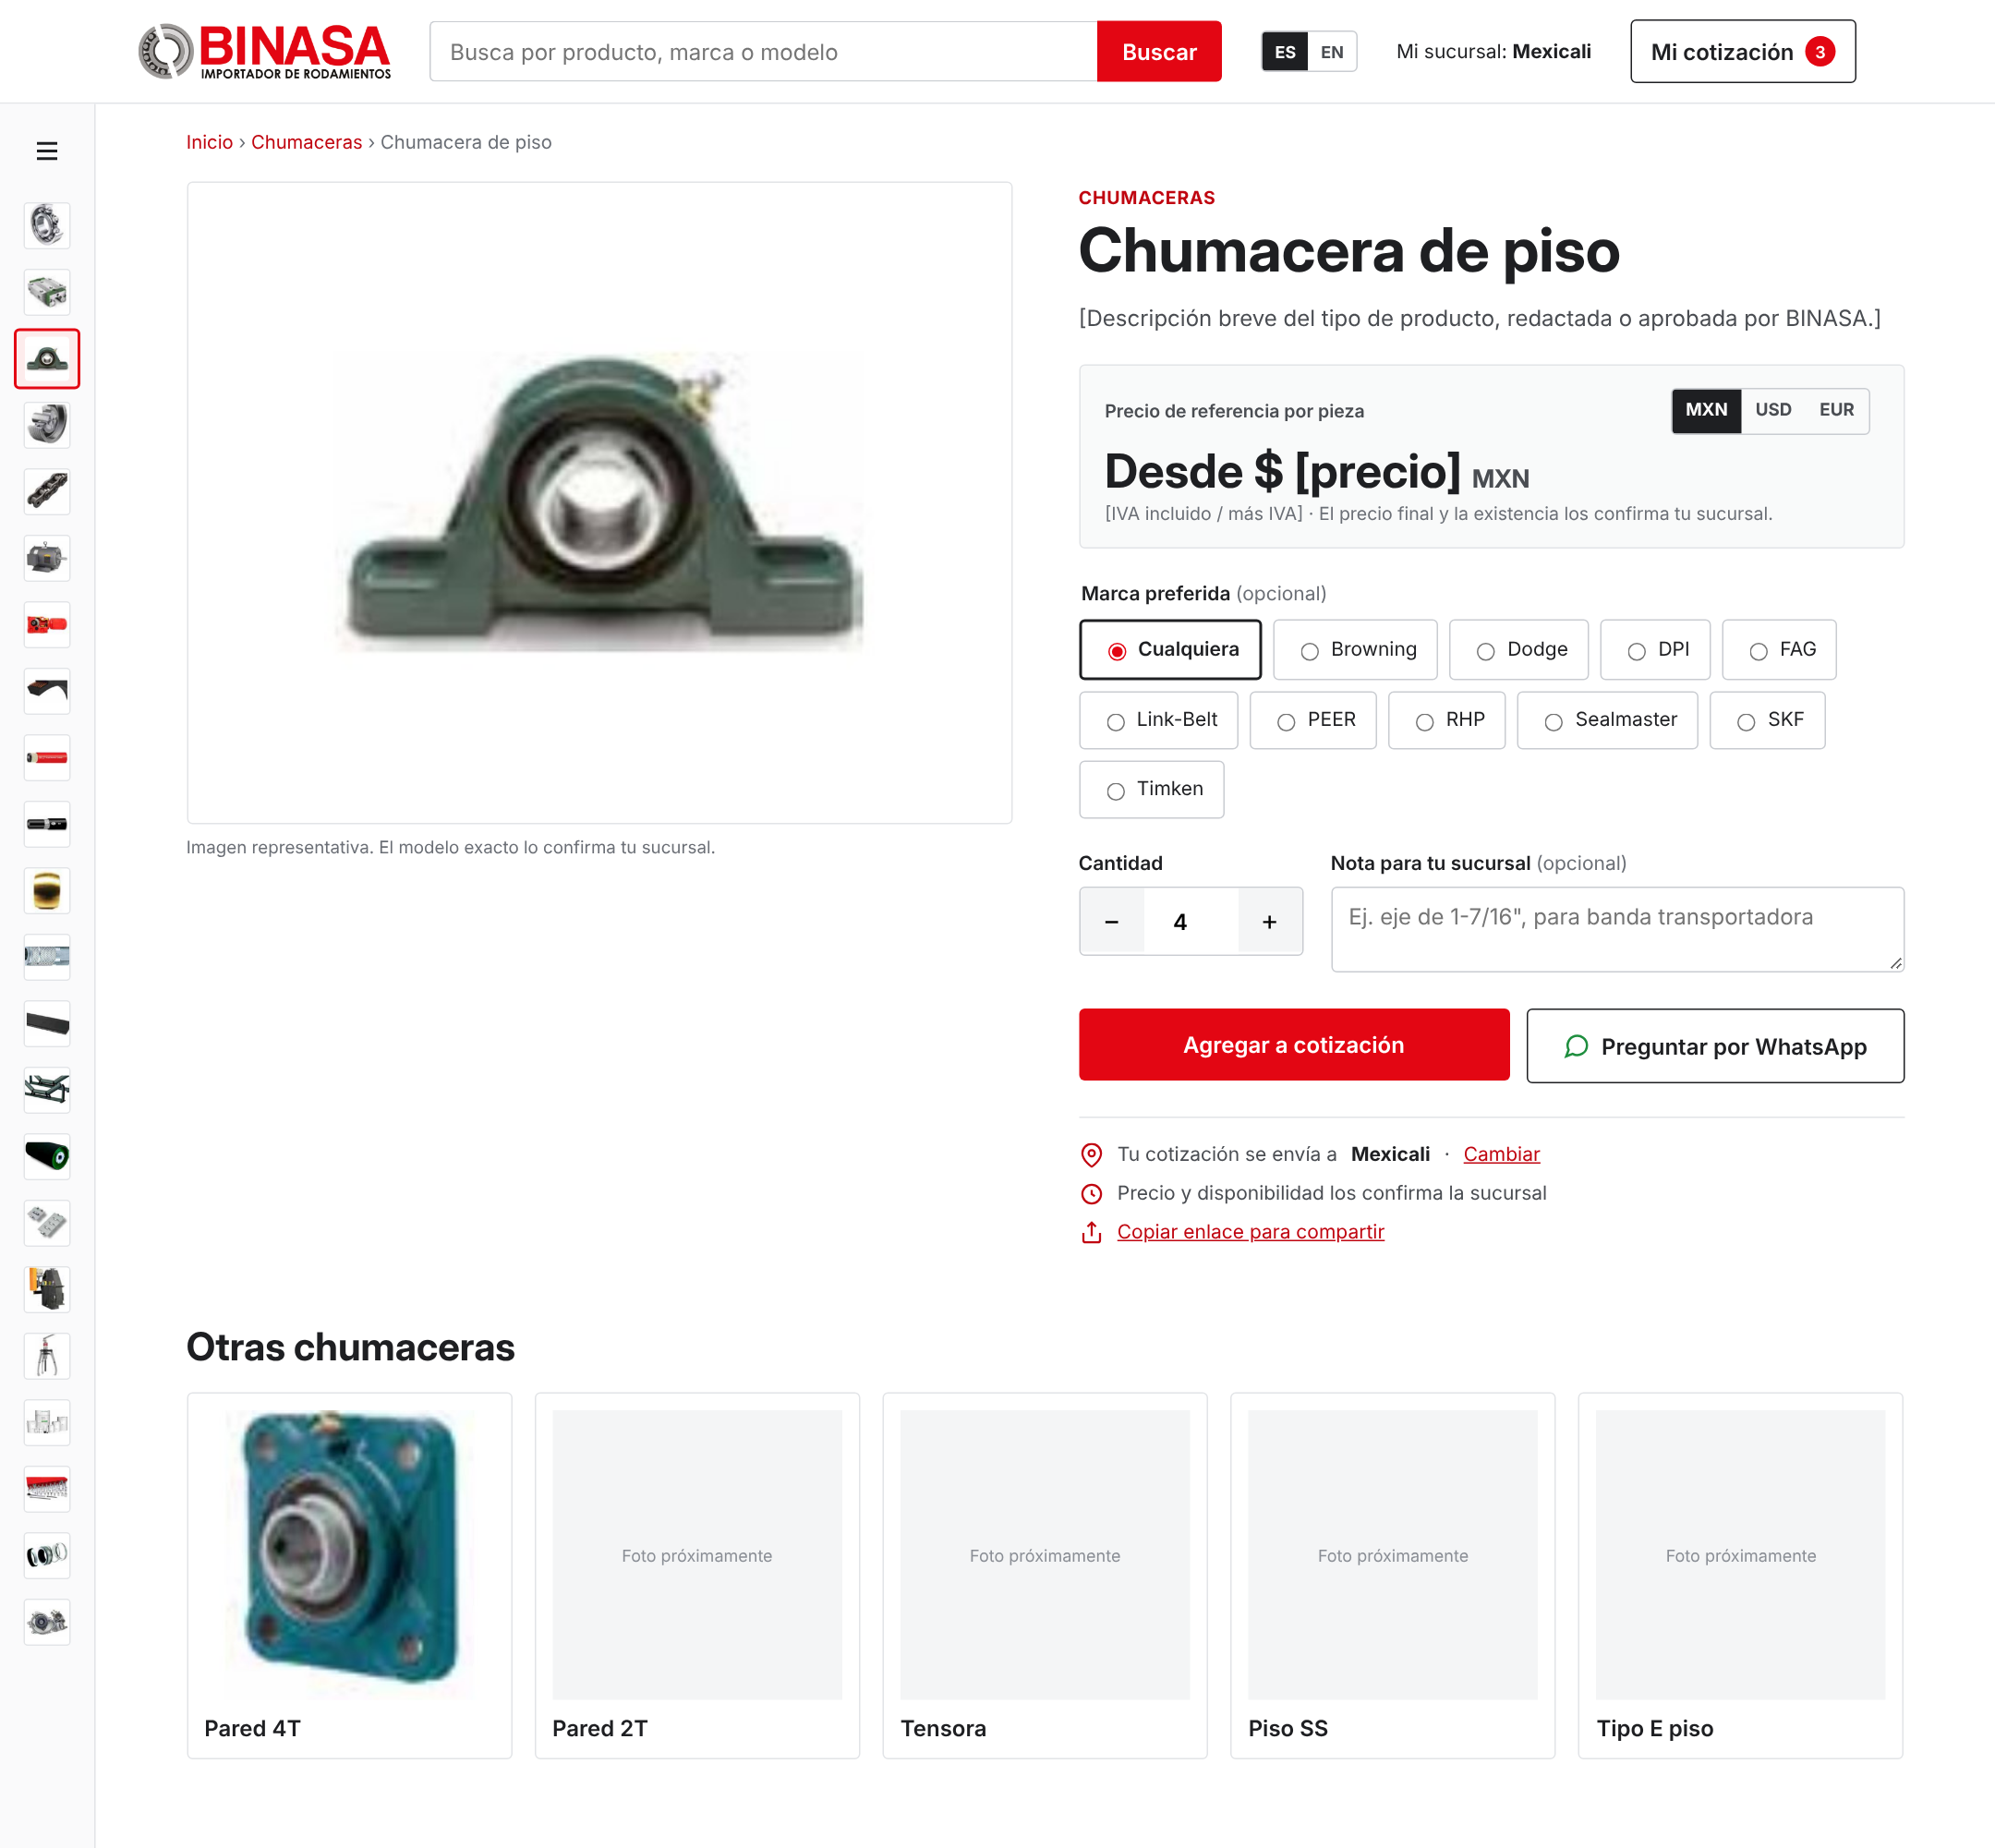 BINASA
IMPORTADOR DE RODAMIENTOS
Busca por producto, marca o modelo
Buscar
ES EN
Mi sucursal: Mexicali
Mi cotización 3
Inicio › Chumaceras › Chumacera de piso
CHUMACERAS
Chumacera de piso
[Descripción breve del tipo de producto, redactada o aprobada por BINASA.]
Precio de referencia por pieza
MXN USD EUR
Desde $ [precio] MXN
[IVA incluido / más IVA] · El precio final y la existencia los confirma tu sucursal.
Marca preferida (opcional)
Cualquiera Browning Dodge DPI FAG
Link-Belt PEER RHP Sealmaster SKF
Timken
Imagen representativa. El modelo exacto lo confirma tu sucursal.
Cantidad
− 4 +
Nota para tu sucursal (opcional)
Ej. eje de 1-7/16", para banda transportadora
Agregar a cotización
Preguntar por WhatsApp
Tu cotización se envía a Mexicali · Cambiar
Precio y disponibilidad los confirma la sucursal
Copiar enlace para compartir
Otras chumaceras
Foto próximamente
Foto próximamente
Foto próximamente
Foto próximamente
Pared 4T
Pared 2T
Tensora
Piso SS
Tipo E piso